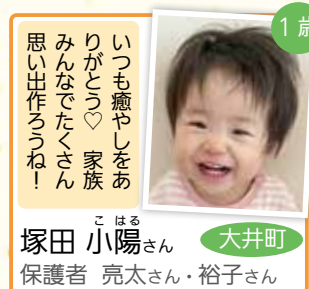 1歳
いつも癒やしをあ
りがとう♡ 家族
みんなでたくさん
思い出作ろうね！
こ はる
塚田 小陽さん
大井町
保護者 亮太さん・裕子さん